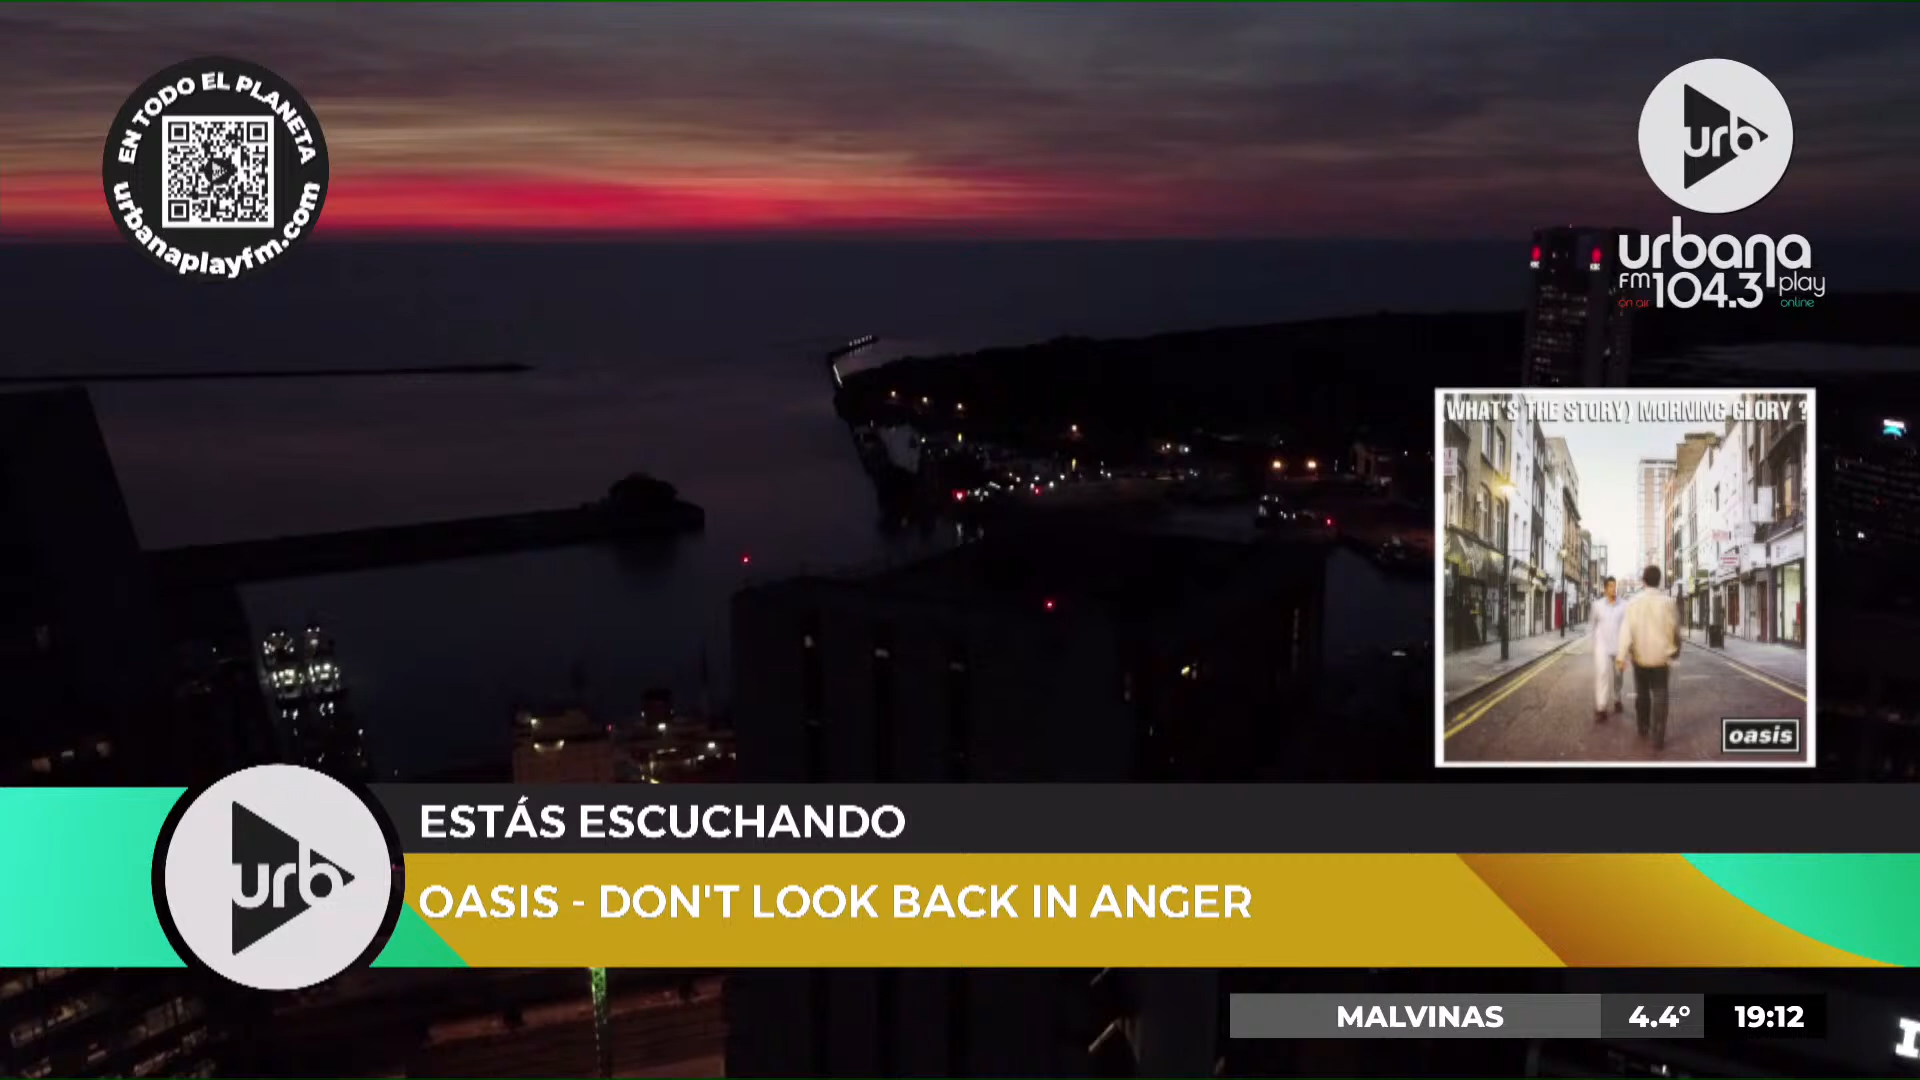 EN TODO EL PLANETA
urbanaplayfm.com
urb
urbana
FM 104.3 play
on air online
(WHAT'S THE STORY) MORNING GLORY ?
oasis
ESTÁS ESCUCHANDO
urb
OASIS - DON'T LOOK BACK IN ANGER
MALVINAS 4.4° 19:12